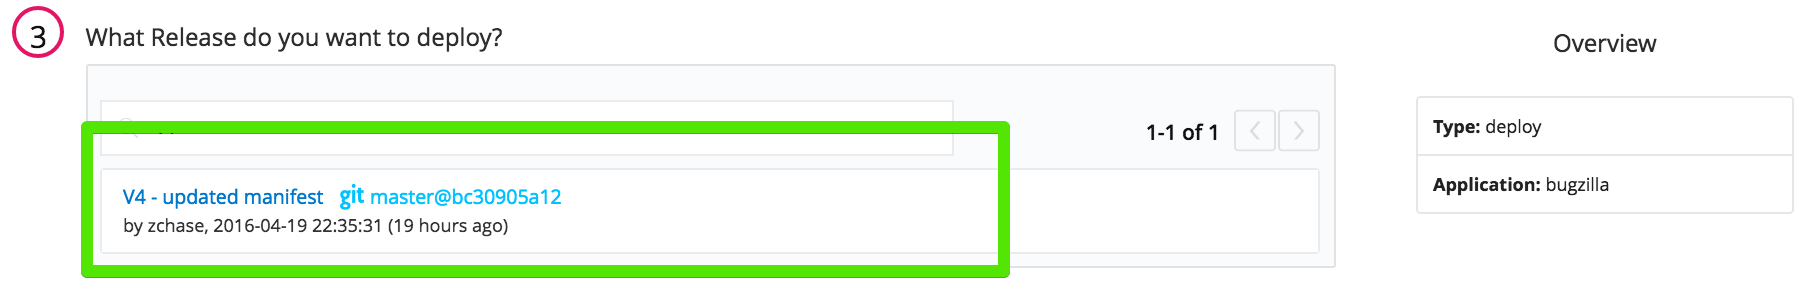 3
What Release do you want to deploy?
1-1 of 1
V4 - updated manifest git master@bc30905a12
by zchase, 2016-04-19 22:35:31 (19 hours ago)
Overview
Type: deploy
Application: bugzilla